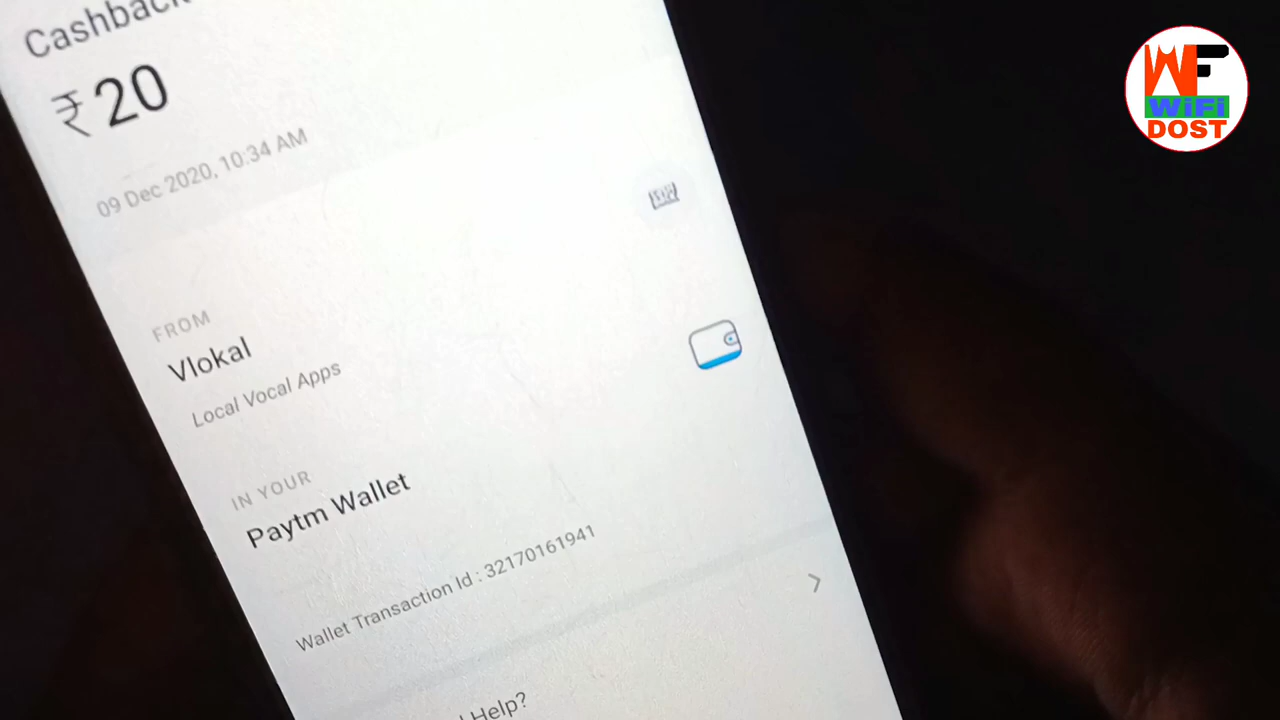 Cashback
₹20
09 Dec 2020, 10:34 AM
FROM
Vlokal
Local Vocal Apps
IN YOUR
Paytm Wallet
Wallet Transaction Id : 32170161941
Help?
WF
WiFi
DOST